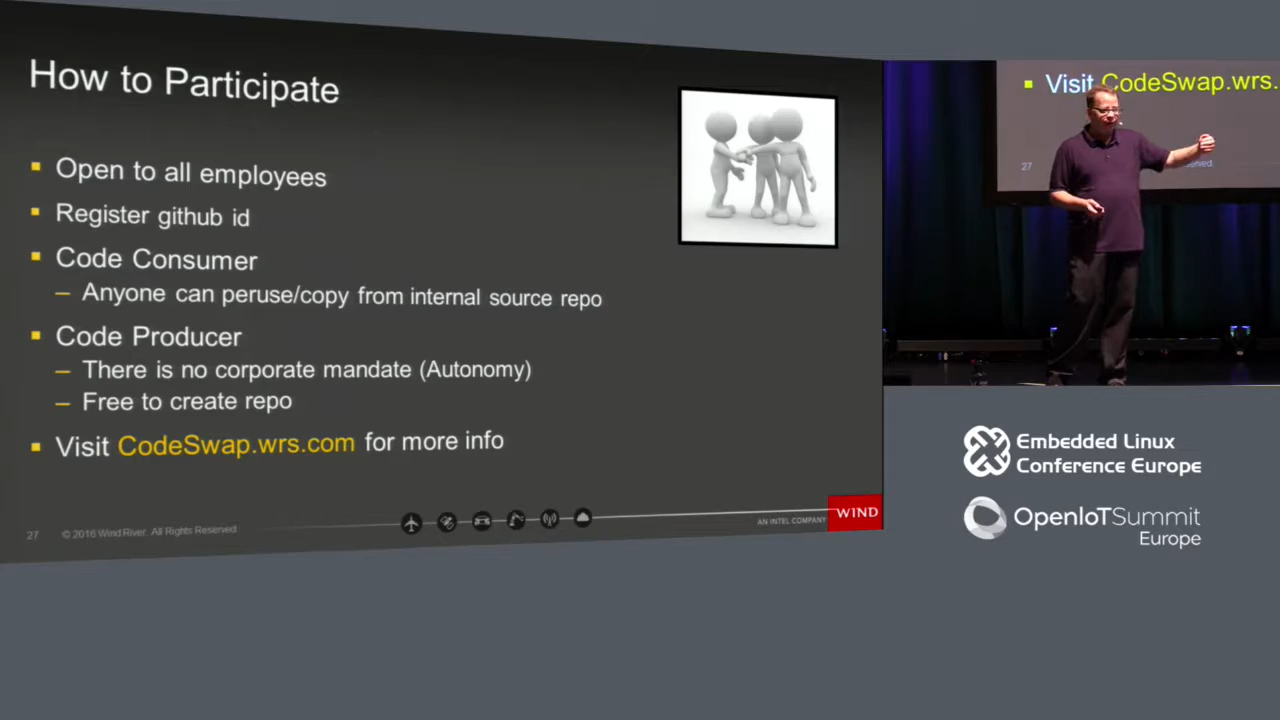 How to Participate
Open to all employees
Register github id
Code Consumer
– Anyone can peruse/copy from internal source repo
Code Producer
– There is no corporate mandate (Autonomy)
– Free to create repo
Visit CodeSwap.wrs.com for more info
27 © 2016 Wind River. All Rights Reserved
AN INTEL COMPANY
WIND
Visit CodeSwap.wrs.
27
served.
Embedded Linux
Conference Europe
OpenIoTSummit
Europe